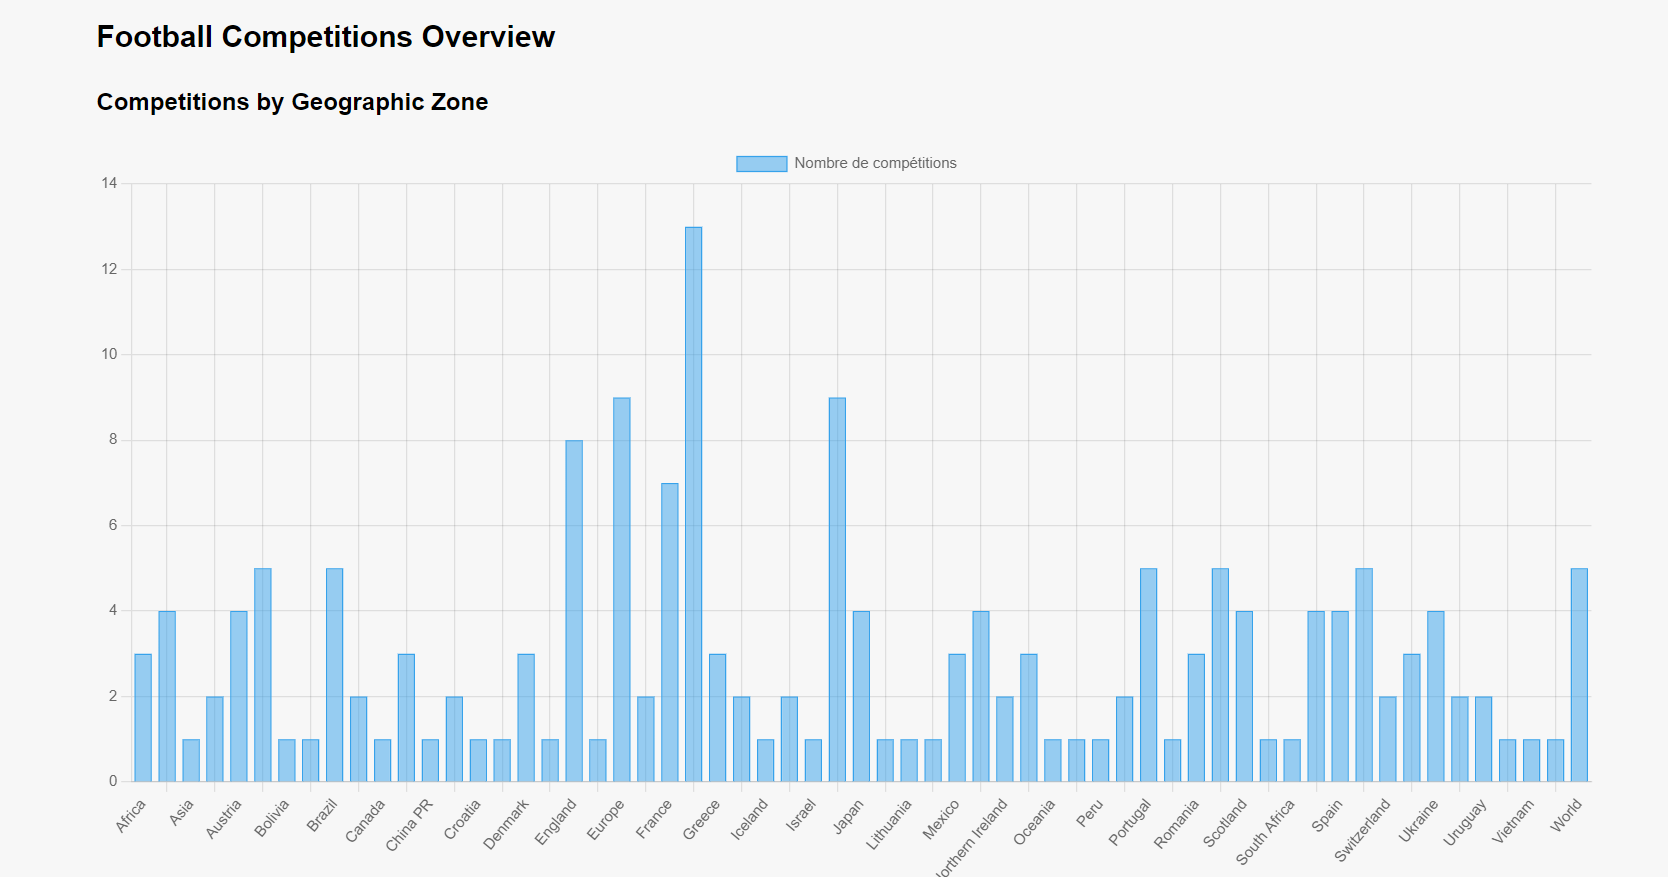 Football Competitions Overview
Competitions by Geographic Zone
Nombre de compétitions
14
12
10
8
6
4
2
0
Africa
Asia
Austria
Bolivia
Brazil
Canada
China PR
Croatia
Denmark
England
Europe
France
Greece
Iceland
Israel
Japan
Lithuania
Mexico
orthern Ireland
Oceania
Peru
Portugal
Romania
Scotland
South Africa
Spain
Switzerland
Ukraine
Uruguay
Vietnam
World